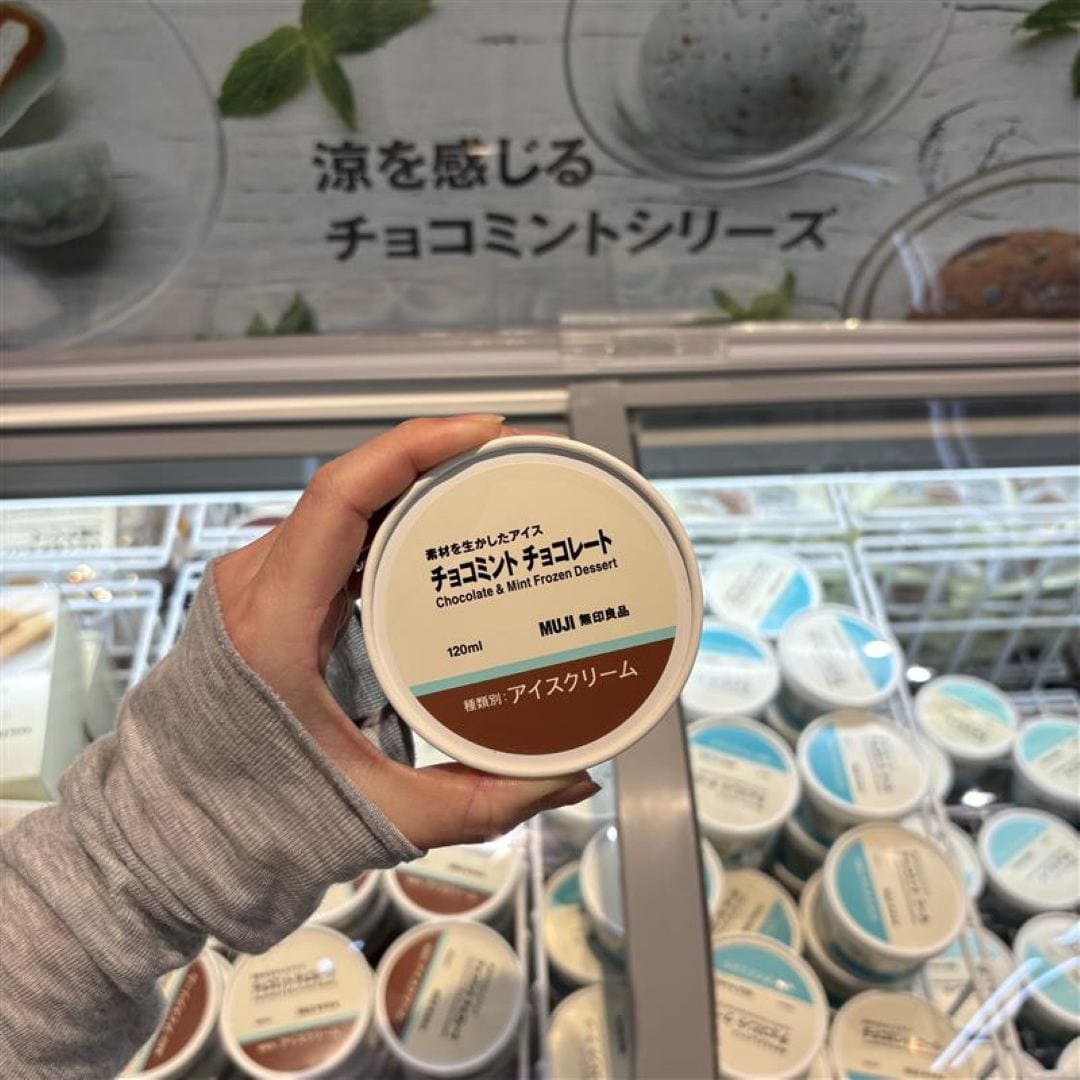 涼を感じる
チョコミントシリーズ
素材を生かしたアイス
チョコミント チョコレート
Chocolate & Mint Frozen Dessert
MUJI 無印良品
120ml
種類別：アイスクリーム